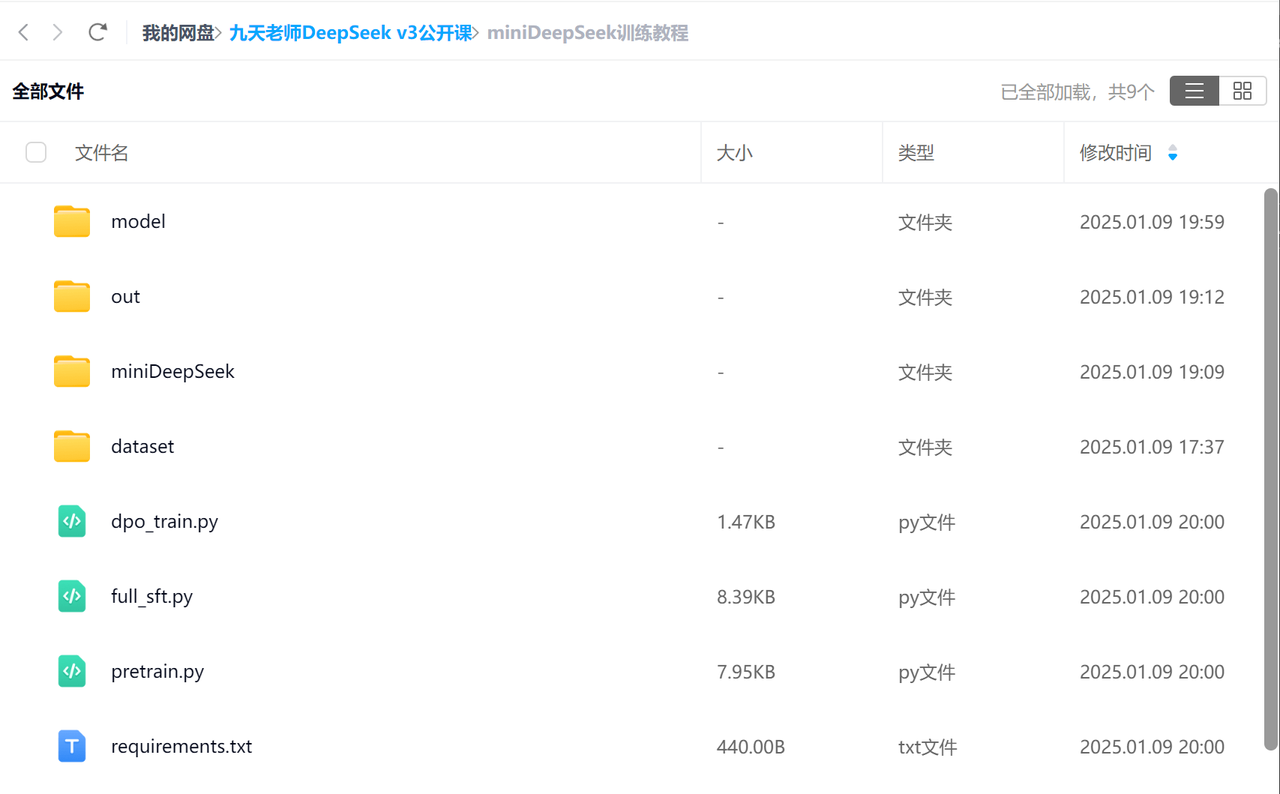 我的网盘> 九天老师DeepSeek v3公开课> miniDeepSeek训练教程
全部文件 已全部加载，共9个
文件名 大小 类型 修改时间
model - 文件夹 2025.01.09 19:59
out - 文件夹 2025.01.09 19:12
miniDeepSeek - 文件夹 2025.01.09 19:09
dataset - 文件夹 2025.01.09 17:37
dpo_train.py 1.47KB py文件 2025.01.09 20:00
full_sft.py 8.39KB py文件 2025.01.09 20:00
pretrain.py 7.95KB py文件 2025.01.09 20:00
requirements.txt 440.00B txt文件 2025.01.09 20:00